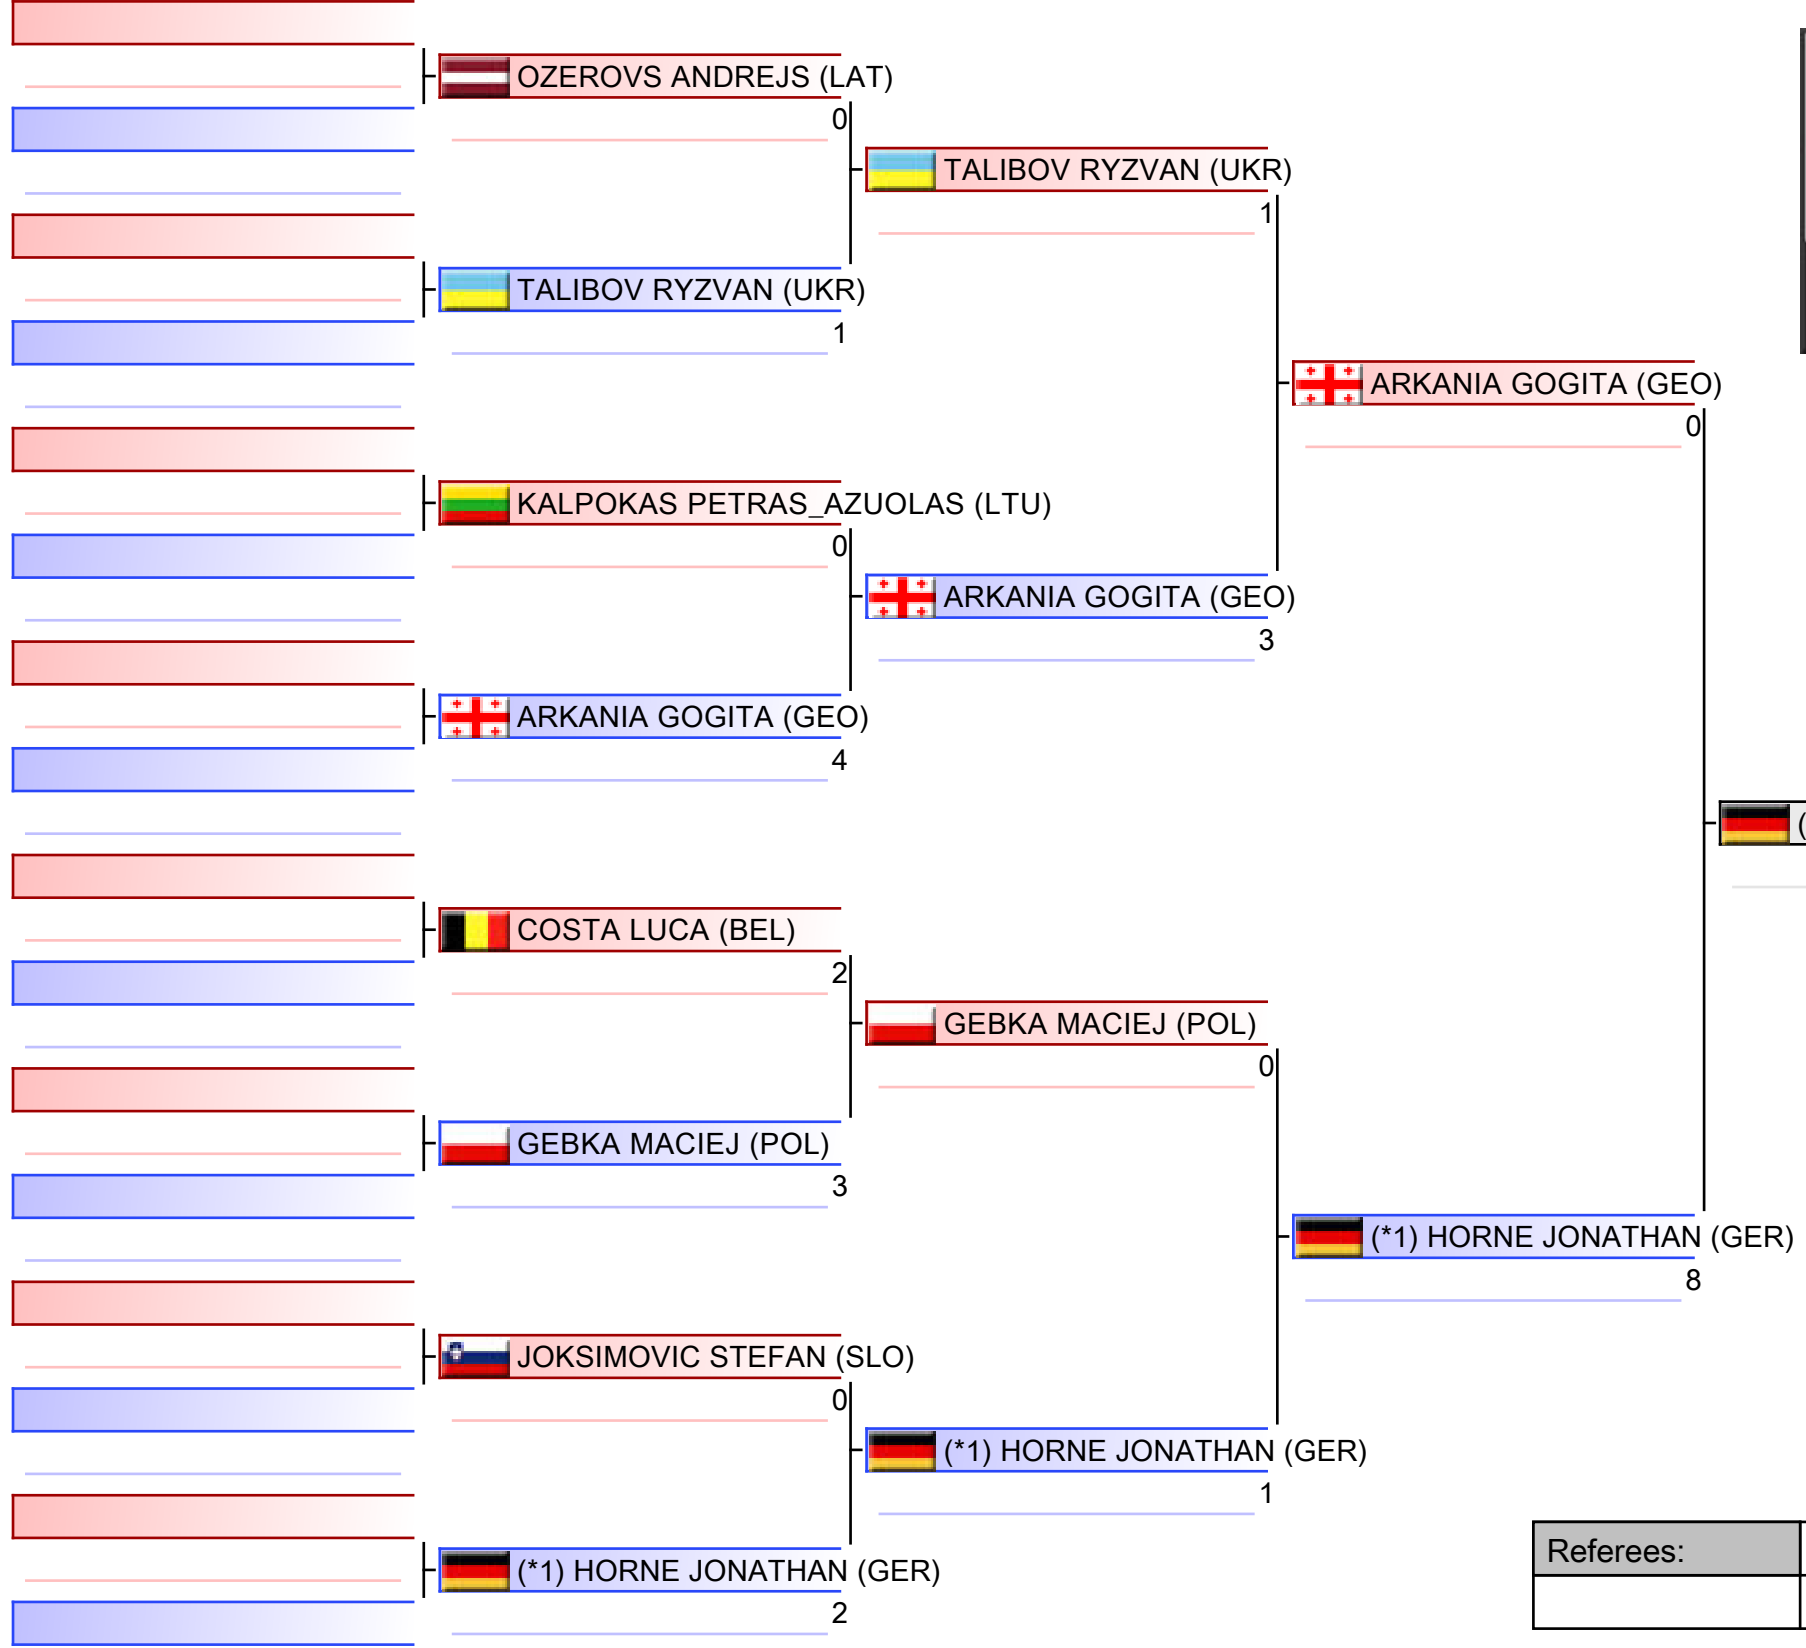 OZEROVS ANDREJS (LAT)
0
TALIBOV RYZVAN (UKR)
1
TALIBOV RYZVAN (UKR)
1
ARKANIA GOGITA (GEO)
0
KALPOKAS PETRAS_AZUOLAS (LTU)
0
ARKANIA GOGITA (GEO)
3
ARKANIA GOGITA (GEO)
4
(
COSTA LUCA (BEL)
2
GEBKA MACIEJ (POL)
0
GEBKA MACIEJ (POL)
3
(*1) HORNE JONATHAN (GER)
8
JOKSIMOVIC STEFAN (SLO)
0
(*1) HORNE JONATHAN (GER)
1
(*1) HORNE JONATHAN (GER)
2
Referees: